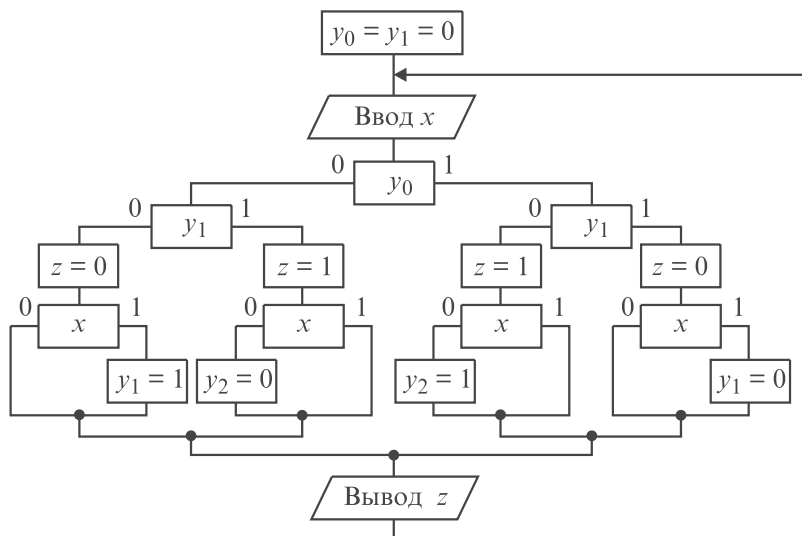 y₀ = y₁ = 0
Ввод x
0 1
y₀
0 1 0 1
y₁ y₁
z = 0 z = 1 z = 1 z = 0
0 1 0 1 0 1 0 1
x x x x
y₁ = 1 y₂ = 0 y₂ = 1 y₁ = 0
Вывод z